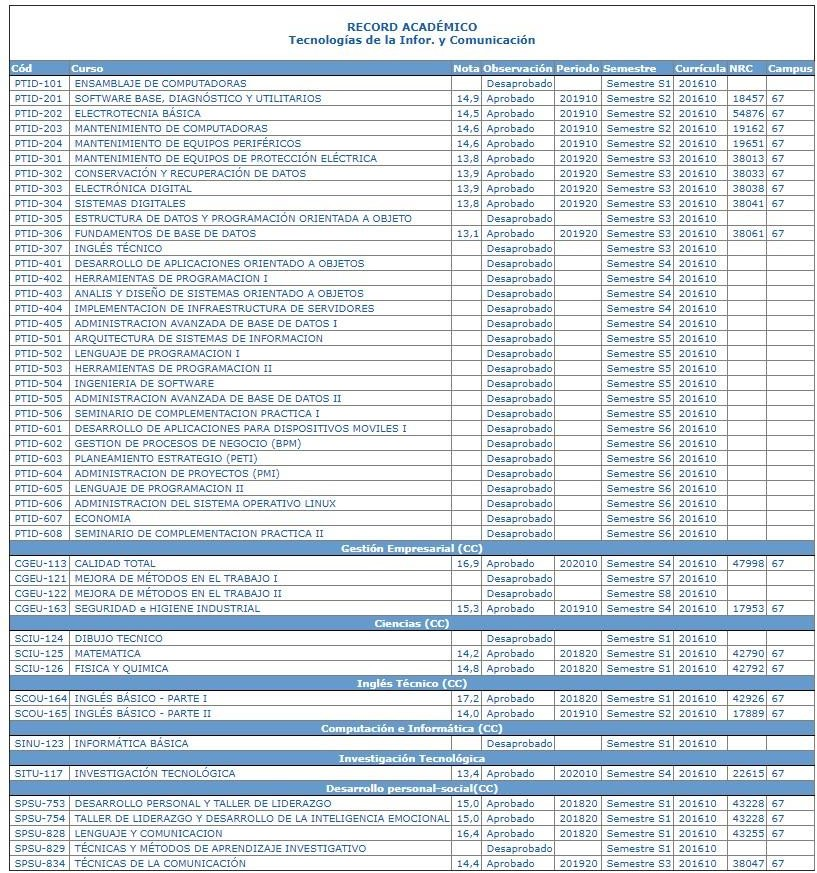 RECORD ACADÉMICO
Tecnologías de la Infor. y Comunicación
Cód Curso Nota Observación Periodo Semestre Currícula NRC Campus
PTID-101 ENSAMBLAJE DE COMPUTADORAS Desaprobado Semestre S1 201610
PTID-201 SOFTWARE BASE, DIAGNÓSTICO Y UTILITARIOS 14,9 Aprobado 201910 Semestre S2 201610 18457 67
PTID-202 ELECTROTECNIA BÁSICA 14,5 Aprobado 201910 Semestre S2 201610 54876 67
PTID-203 MANTENIMIENTO DE COMPUTADORAS 14,6 Aprobado 201910 Semestre S2 201610 19162 67
PTID-204 MANTENIMIENTO DE EQUIPOS PERIFÉRICOS 14,6 Aprobado 201910 Semestre S2 201610 19651 67
PTID-301 MANTENIMIENTO DE EQUIPOS DE PROTECCIÓN ELÉCTRICA 13,8 Aprobado 201920 Semestre S3 201610 38013 67
PTID-302 CONSERVACIÓN Y RECUPERACIÓN DE DATOS 13,9 Aprobado 201920 Semestre S3 201610 38033 67
PTID-303 ELECTRÓNICA DIGITAL 13,9 Aprobado 201920 Semestre S3 201610 38038 67
PTID-304 SISTEMAS DIGITALES 13,8 Aprobado 201920 Semestre S3 201610 38041 67
PTID-305 ESTRUCTURA DE DATOS Y PROGRAMACIÓN ORIENTADA A OBJETO Desaprobado Semestre S3 201610
PTID-306 FUNDAMENTOS DE BASE DE DATOS 13,1 Aprobado 201920 Semestre S3 201610 38061 67
PTID-307 INGLÉS TÉCNICO Desaprobado Semestre S3 201610
PTID-401 DESARROLLO DE APLICACIONES ORIENTADO A OBJETOS Desaprobado Semestre S4 201610
PTID-402 HERRAMIENTAS DE PROGRAMACION I Desaprobado Semestre S4 201610
PTID-403 ANALIS Y DISEÑO DE SISTEMAS ORIENTADO A OBJETOS Desaprobado Semestre S4 201610
PTID-404 IMPLEMENTACION DE INFRAESTRUCTURA DE SERVIDORES Desaprobado Semestre S4 201610
PTID-405 ADMINISTRACION AVANZADA DE BASE DE DATOS I Desaprobado Semestre S4 201610
PTID-501 ARQUITECTURA DE SISTEMAS DE INFORMACION Desaprobado Semestre S5 201610
PTID-502 LENGUAJE DE PROGRAMACION I Desaprobado Semestre S5 201610
PTID-503 HERRAMIENTAS DE PROGRAMACION II Desaprobado Semestre S5 201610
PTID-504 INGENIERIA DE SOFTWARE Desaprobado Semestre S5 201610
PTID-505 ADMINISTRACION AVANZADA DE BASE DE DATOS II Desaprobado Semestre S5 201610
PTID-506 SEMINARIO DE COMPLEMENTACION PRACTICA I Desaprobado Semestre S5 201610
PTID-601 DESARROLLO DE APLICACIONES PARA DISPOSITIVOS MOVILES I Desaprobado Semestre S6 201610
PTID-602 GESTION DE PROCESOS DE NEGOCIO (BPM) Desaprobado Semestre S6 201610
PTID-603 PLANEAMIENTO ESTRATEGIO (PETI) Desaprobado Semestre S6 201610
PTID-604 ADMINISTRACION DE PROYECTOS (PMI) Desaprobado Semestre S6 201610
PTID-605 LENGUAJE DE PROGRAMACION II Desaprobado Semestre S6 201610
PTID-606 ADMINISTRACION DEL SISTEMA OPERATIVO LINUX Desaprobado Semestre S6 201610
PTID-607 ECONOMIA Desaprobado Semestre S6 201610
PTID-608 SEMINARIO DE COMPLEMENTACION PRACTICA II Desaprobado Semestre S6 201610
Gestión Empresarial (CC)
CGEU-113 CALIDAD TOTAL 16,9 Aprobado 202010 Semestre S4 201610 47998 67
CGEU-121 MEJORA DE MÉTODOS EN EL TRABAJO I Desaprobado Semestre S7 201610
CGEU-122 MEJORA DE MÉTODOS EN EL TRABAJO II Desaprobado Semestre S8 201610
CGEU-163 SEGURIDAD e HIGIENE INDUSTRIAL 15,3 Aprobado 201910 Semestre S4 201610 17953 67
Ciencias (CC)
SCIU-124 DIBUJO TECNICO Desaprobado Semestre S1 201610
SCIU-125 MATEMATICA 14,2 Aprobado 201820 Semestre S1 201610 42790 67
SCIU-126 FISICA Y QUIMICA 14,8 Aprobado 201820 Semestre S1 201610 42792 67
Inglés Técnico (CC)
SCOU-164 INGLÉS BÁSICO - PARTE I 17,2 Aprobado 201820 Semestre S1 201610 42926 67
SCOU-165 INGLÉS BÁSICO - PARTE II 14,0 Aprobado 201910 Semestre S2 201610 17889 67
Computación e Informática (CC)
SINU-123 INFORMÁTICA BÁSICA Desaprobado Semestre S1 201610
Investigación Tecnológica
SITU-117 INVESTIGACIÓN TECNOLÓGICA 13,4 Aprobado 202010 Semestre S4 201610 22615 67
Desarrollo personal-social(CC)
SPSU-753 DESARROLLO PERSONAL Y TALLER DE LIDERAZGO 15,0 Aprobado 201820 Semestre S1 201610 43228 67
SPSU-754 TALLER DE LIDERAZGO Y DESARROLLO DE LA INTELIGENCIA EMOCIONAL 15,0 Aprobado 201820 Semestre S1 201610 43228 67
SPSU-828 LENGUAJE Y COMUNICACION 16,4 Aprobado 201820 Semestre S1 201610 43255 67
SPSU-829 TÉCNICAS Y MÉTODOS DE APRENDIZAJE INVESTIGATIVO Desaprobado Semestre S1 201610
SPSU-834 TÉCNICAS DE LA COMUNICACIÓN 14,4 Aprobado 201920 Semestre S3 201610 38047 67